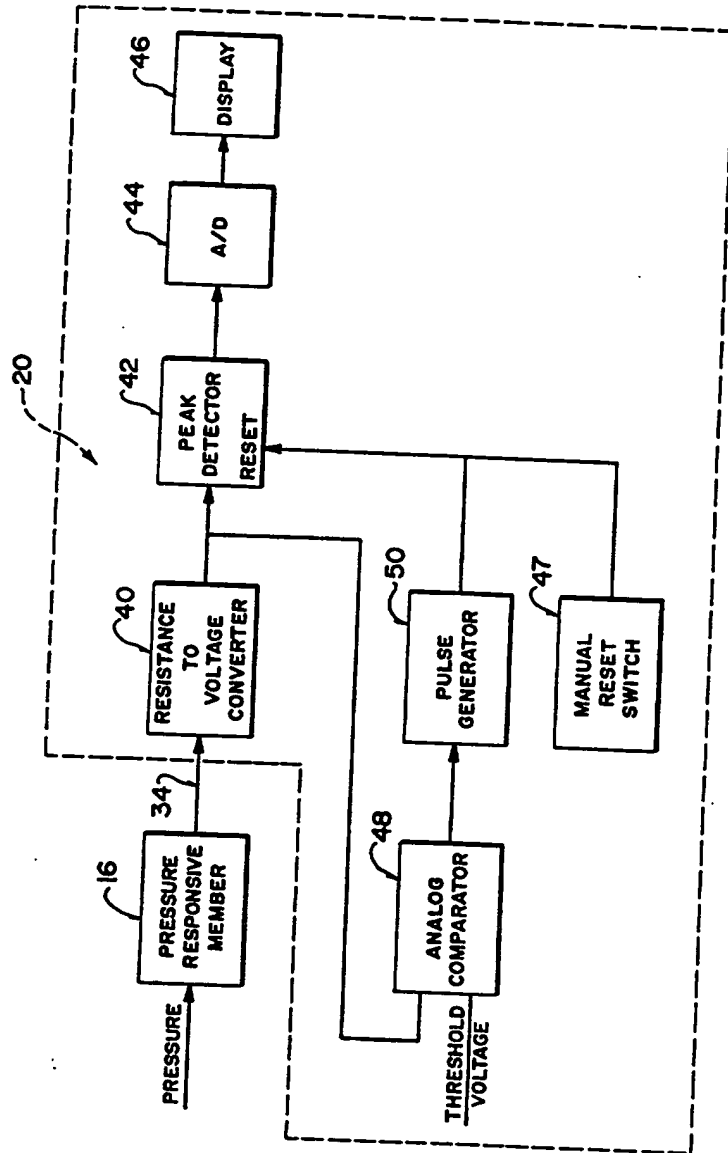 20
PRESSURE
16
PRESSURE
RESPONSIVE
MEMBER
34
40
RESISTANCE
TO
VOLTAGE
CONVERTER
42
PEAK
DETECTOR
RESET
44
A/D
46
DISPLAY
THRESHOLD
VOLTAGE
48
ANALOG
COMPARATOR
50
PULSE
GENERATOR
47
MANUAL
RESET
SWITCH